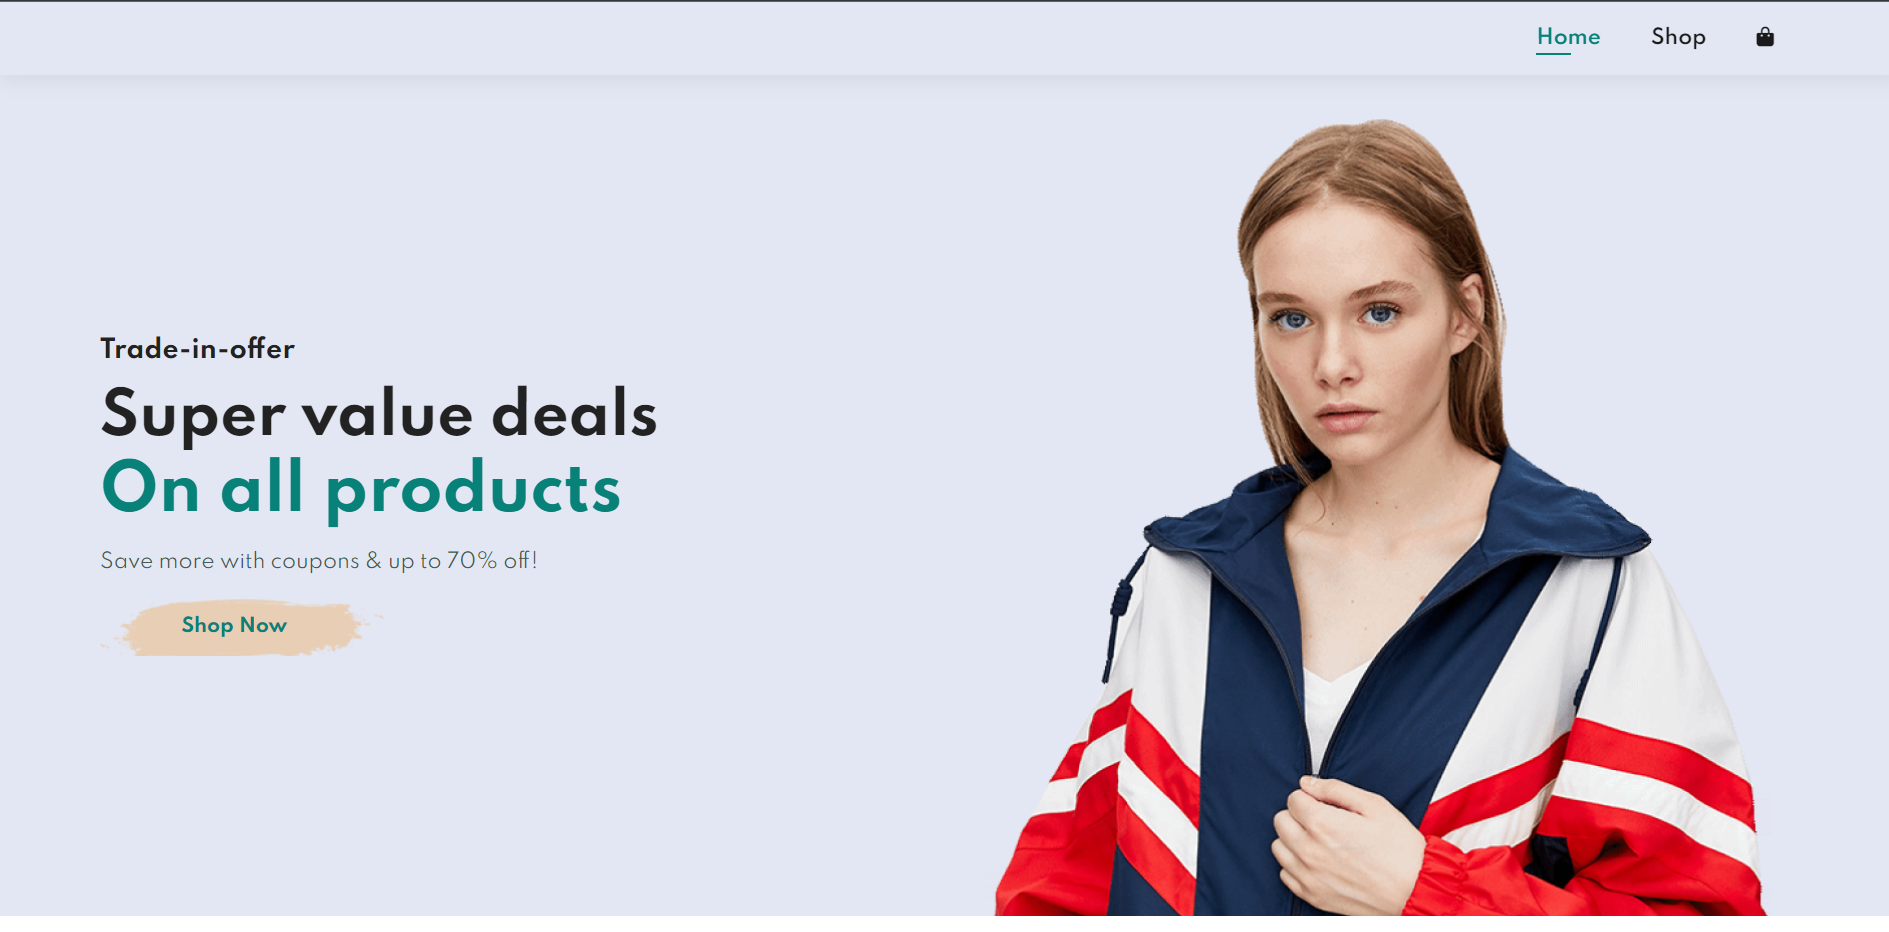 Home Shop
Trade-in-offer
Super value deals
On all products
Save more with coupons & up to 70% off!
Shop Now